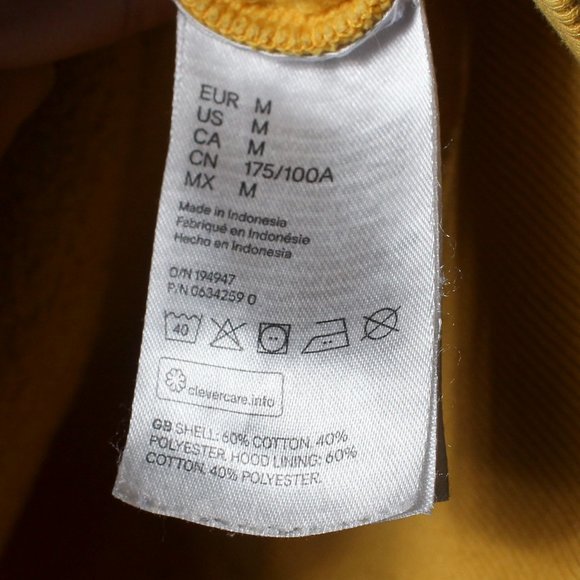 EUR M
US M
CA M
CN 175/100A
MX M
Made in Indonesia
Fabriqué en Indonésie
Hecho en Indonesia
O/N 194947
P/N 0634259 0
40
clevercare.info
GB SHELL: 60% COTTON. 40%
POLYESTER. HOOD LINING: 60%
COTTON. 40% POLYESTER.